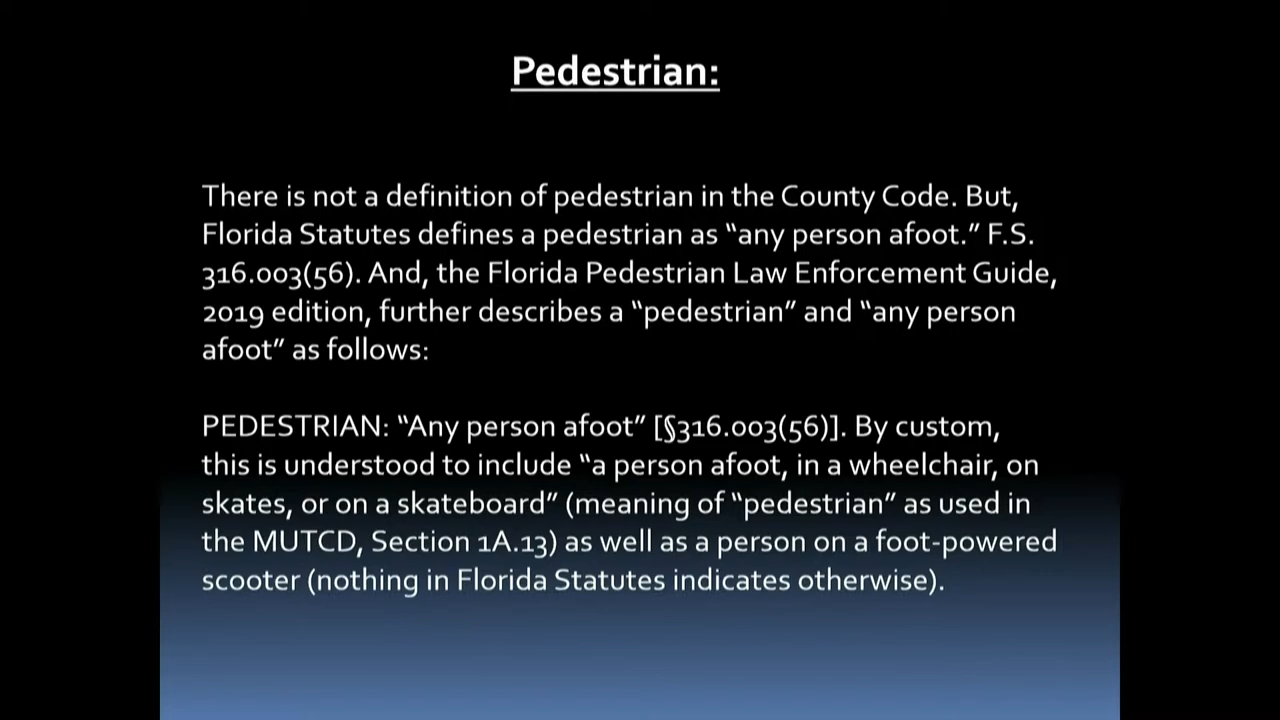 Pedestrian:
There is not a definition of pedestrian in the County Code. But,
Florida Statutes defines a pedestrian as “any person afoot.” F.S.
316.003(56). And, the Florida Pedestrian Law Enforcement Guide,
2019 edition, further describes a “pedestrian” and “any person
afoot” as follows:
PEDESTRIAN: “Any person afoot” [§316.003(56)]. By custom,
this is understood to include “a person afoot, in a wheelchair, on
skates, or on a skateboard” (meaning of “pedestrian” as used in
the MUTCD, Section 1A.13) as well as a person on a foot-powered
scooter (nothing in Florida Statutes indicates otherwise).